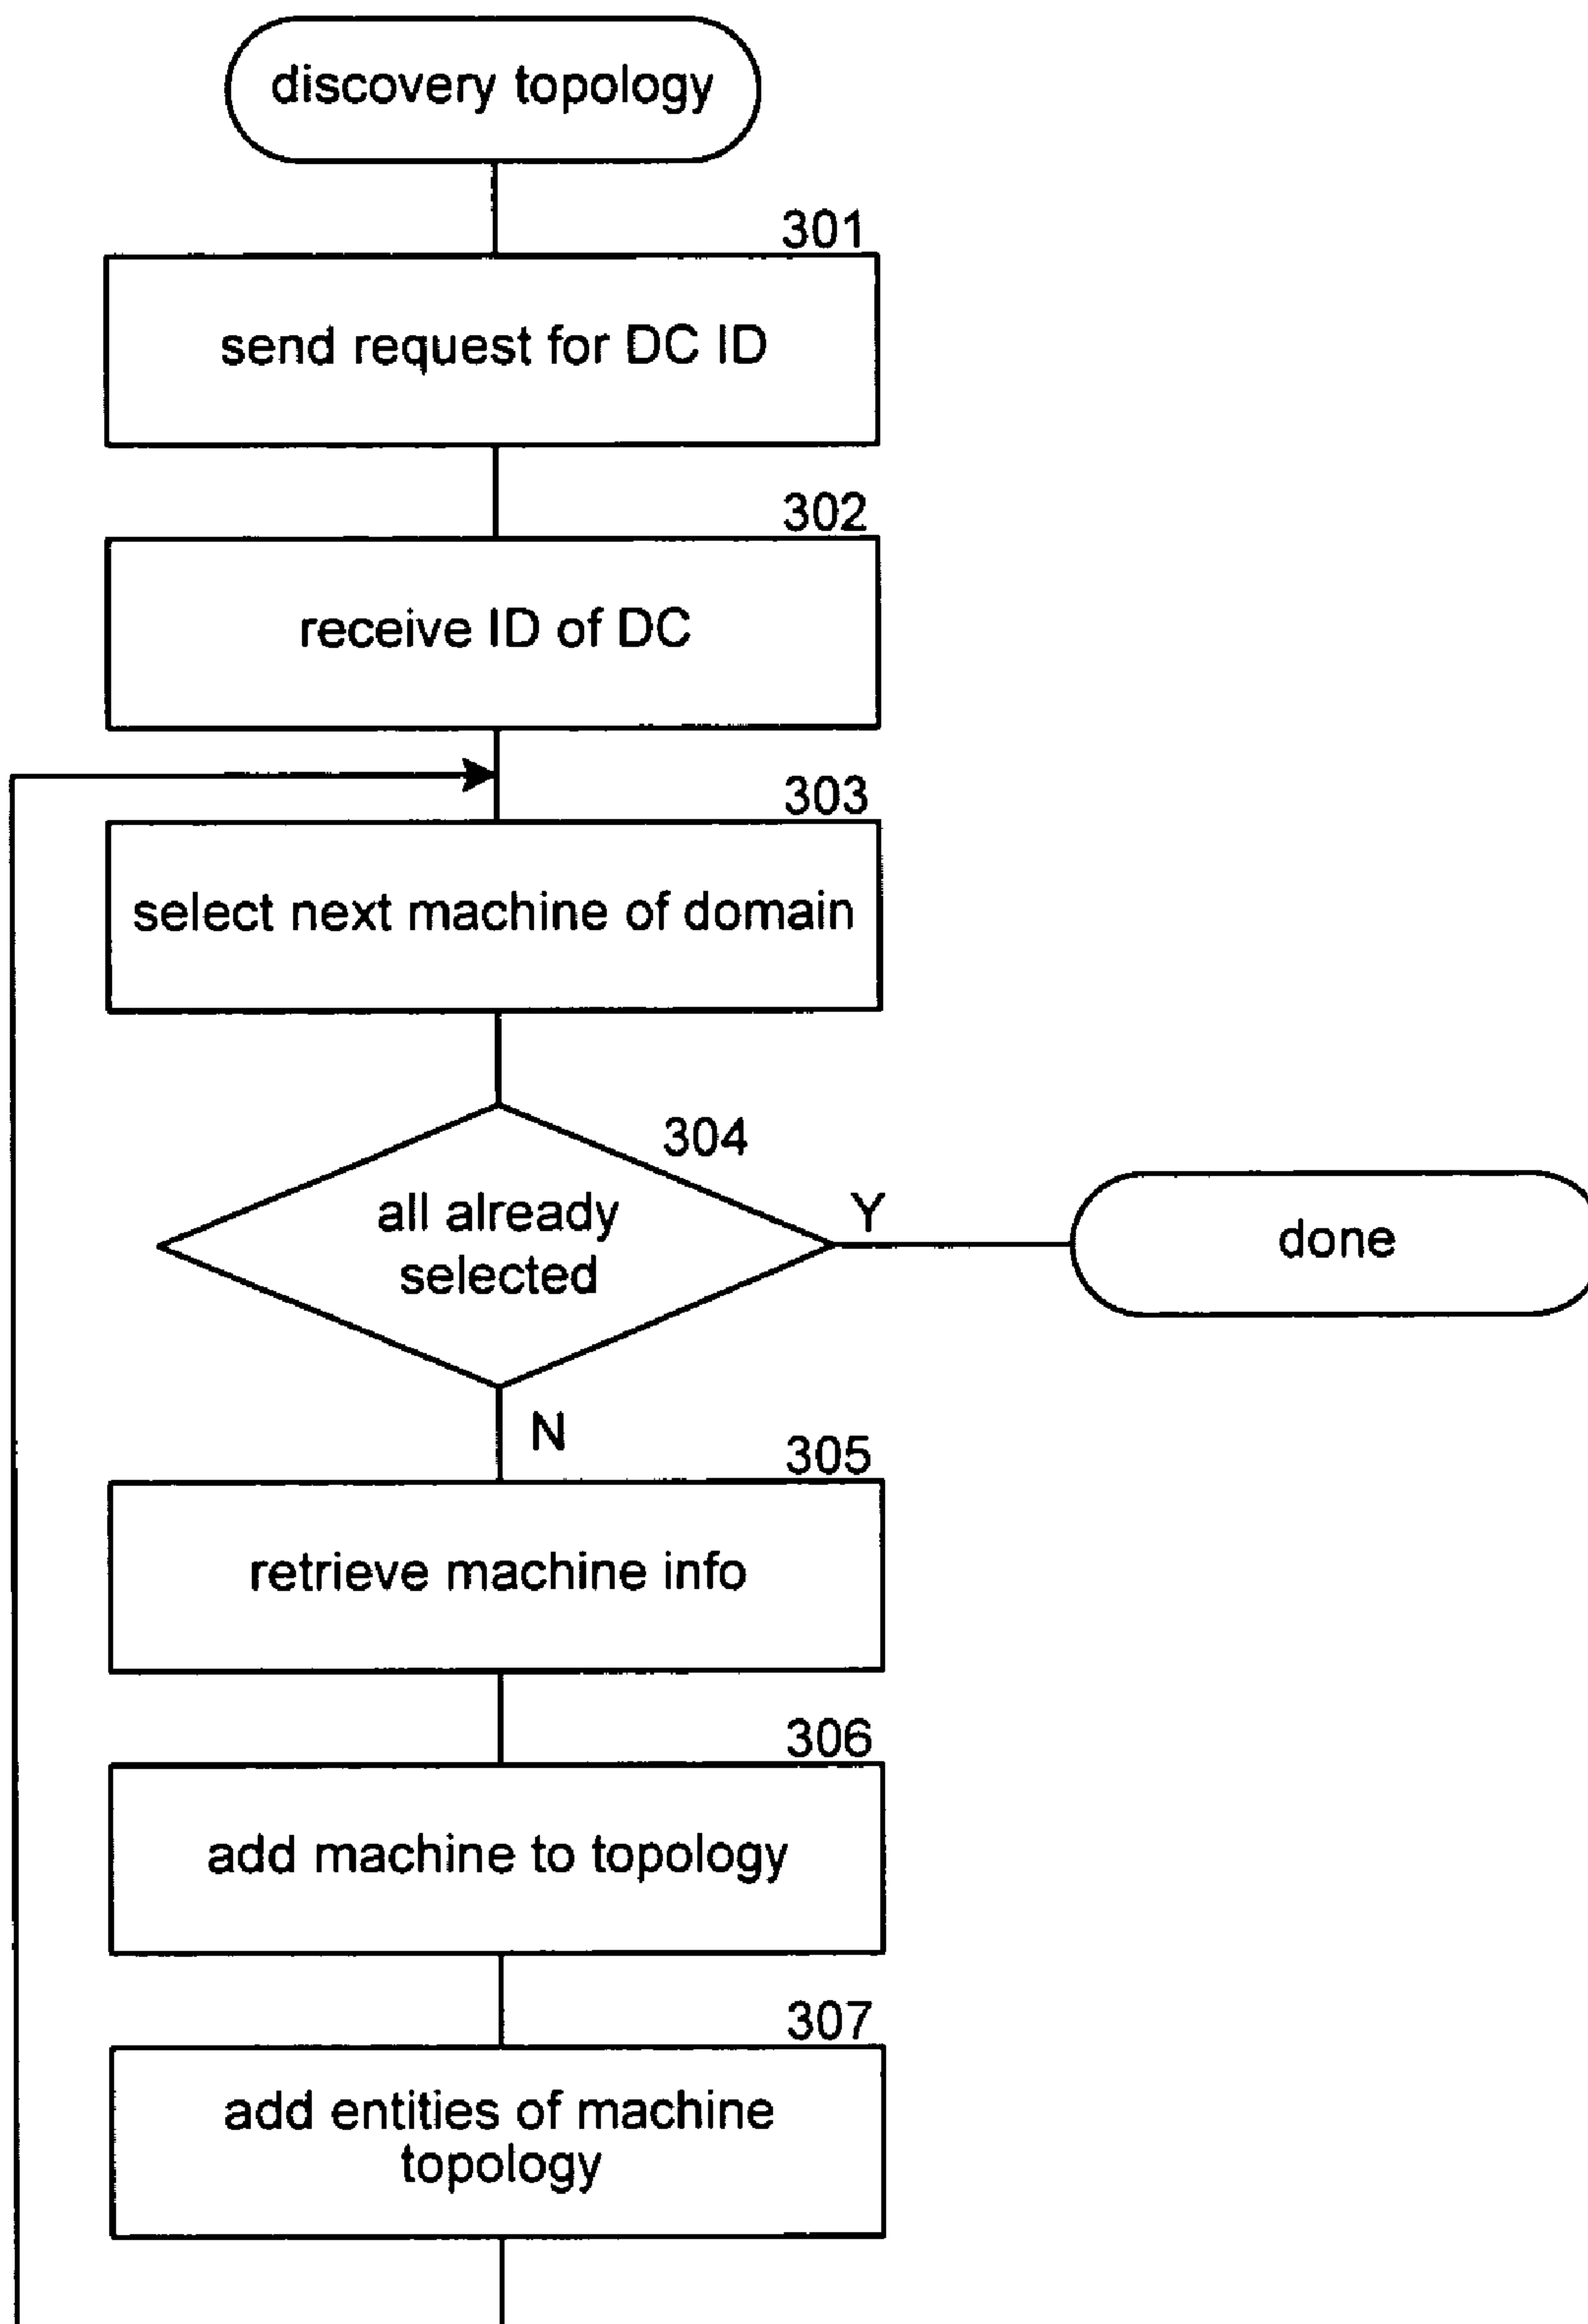 discovery topology
301
send request for DC ID
302
receive ID of DC
303
select next machine of domain
304
all already
selected
Y
done
N
305
retrieve machine info
306
add machine to topology
307
add entities of machine
topology